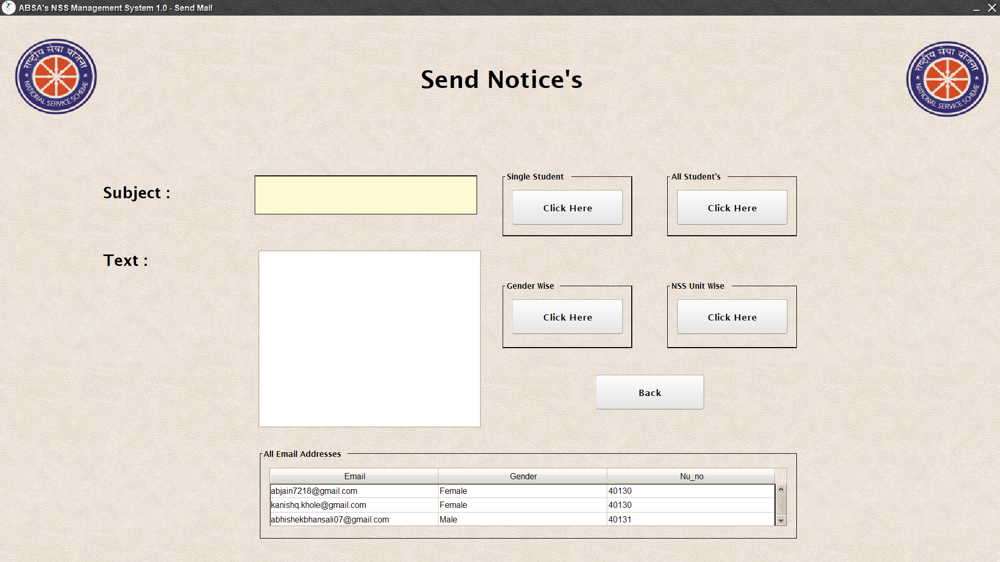 ABSA's NSS Management System 1.0 - Send Mail
राष्ट्रीय सेवा योजना
NATIONAL SERVICE SCHEME
Send Notice's
राष्ट्रीय सेवा योजना
NATIONAL SERVICE SCHEME
Subject :
Single Student
Click Here
All Student's
Click Here
Text :
Gender Wise
Click Here
NSS Unit Wise
Click Here
Back
All Email Addresses
Email Gender Nu_no
abjain7218@gmail.com Female 40130
kanishq.khole@gmail.com Female 40130
abhishekbhansali07@gmail.com Male 40131